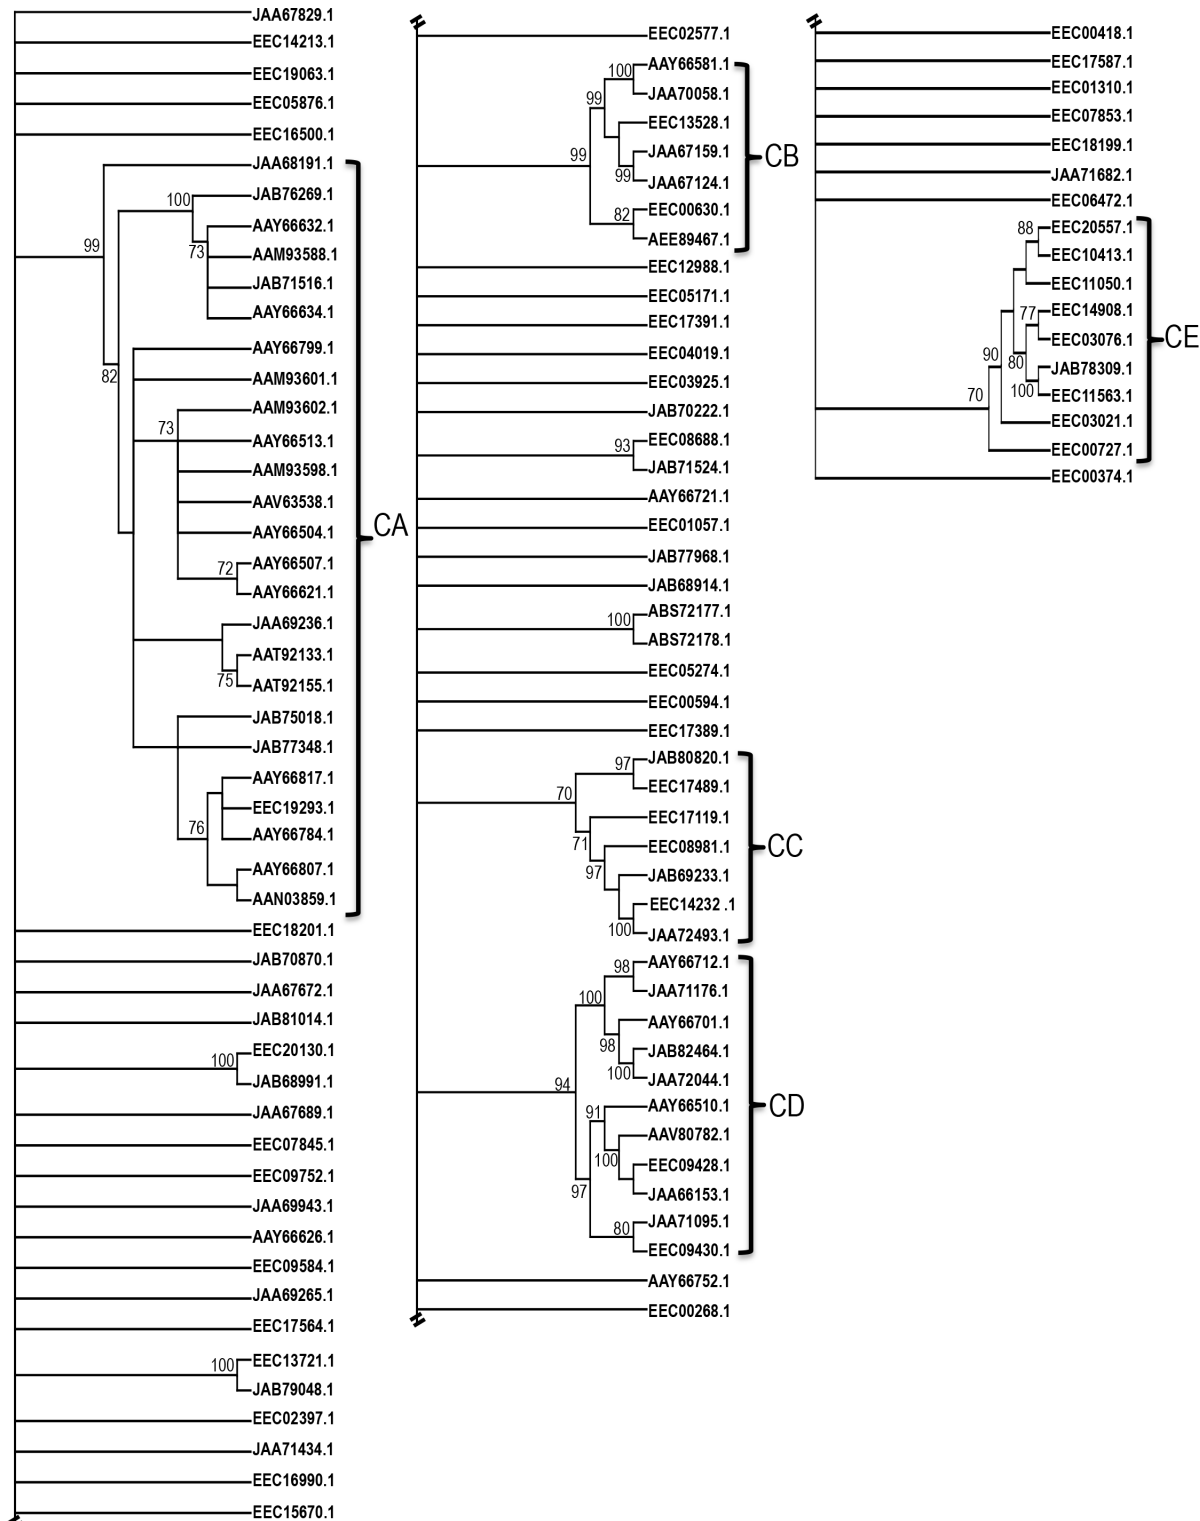 JAA67829.1
EEC14213.1
EEC19063.1
EEC05876.1
EEC16500.1
JAA68191.1
100
JAB76269.1
AAY66632.1
99
73
AAM93588.1
JAB71516.1
AAY66634.1
AAY66799.1
82
AAM93601.1
AAM93602.1
73
AAY66513.1
AAM93598.1
AAV63538.1
CA
AAY66504.1
72
AAY66507.1
AAY66621.1
JAA69236.1
AAT92133.1
75
AAT92155.1
JAB75018.1
JAB77348.1
AAY66817.1
EEC19293.1
76
AAY66784.1
AAY66807.1
AAN03859.1
EEC18201.1
JAB70870.1
JAA67672.1
JAB81014.1
100
EEC20130.1
JAB68991.1
JAA67689.1
EEC07845.1
EEC09752.1
JAA69943.1
AAY66626.1
EEC09584.1
JAA69265.1
EEC17564.1
100
EEC13721.1
JAB79048.1
EEC02397.1
JAA71434.1
EEC16990.1
EEC15670.1
EEC02577.1
100
AAY66581.1
99
JAA70058.1
EEC13528.1
99
JAA67159.1
CB
99
JAA67124.1
82
EEC00630.1
AEE89467.1
EEC12988.1
EEC05171.1
EEC17391.1
EEC04019.1
EEC03925.1
JAB70222.1
93
EEC08688.1
JAB71524.1
AAY66721.1
EEC01057.1
JAB77968.1
JAB68914.1
100
ABS72177.1
ABS72178.1
EEC05274.1
EEC00594.1
EEC17389.1
97
JAB80820.1
70
EEC17489.1
EEC17119.1
71
EEC08981.1
CC
97
JAB69233.1
EEC14232 .1
100
JAA72493.1
98
AAY66712.1
100
JAA71176.1
AAY66701.1
98
JAB82464.1
100
JAA72044.1
94
91
AAY66510.1
CD
AAV80782.1
100
EEC09428.1
97
JAA66153.1
80
JAA71095.1
EEC09430.1
AAY66752.1
EEC00268.1
EEC00418.1
EEC17587.1
EEC01310.1
EEC07853.1
EEC18199.1
JAA71682.1
EEC06472.1
88
EEC20557.1
EEC10413.1
EEC11050.1
77
EEC14908.1
EEC03076.1
CE
90
80
JAB78309.1
70
100
EEC11563.1
EEC03021.1
EEC00727.1
EEC00374.1